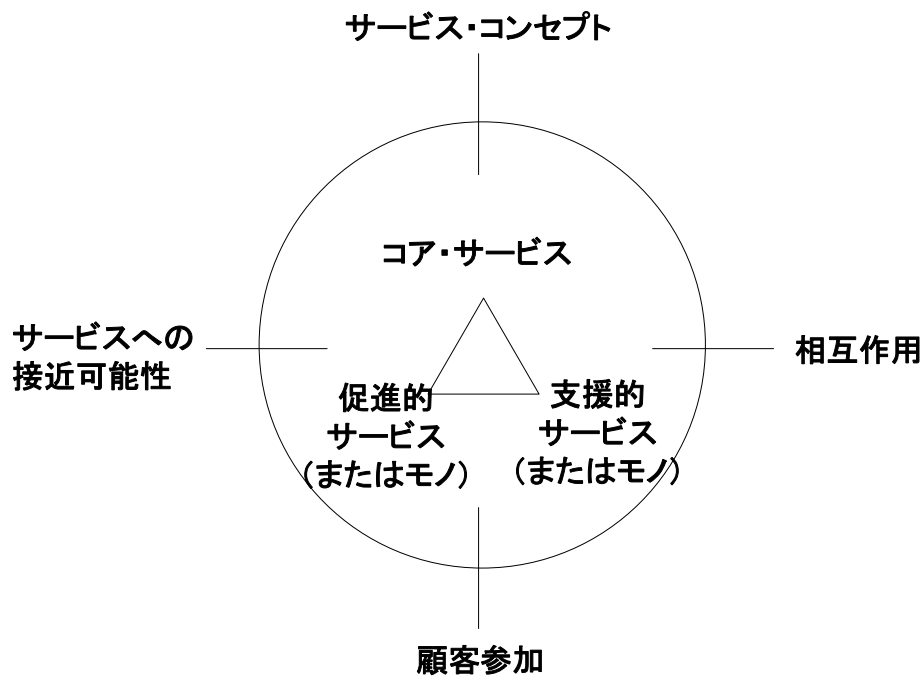 サービス・コンセプト
コア・サービス
サービスへの
接近可能性
相互作用
促進的
サービス
(またはモノ)
支援的
サービス
(またはモノ)
顧客参加